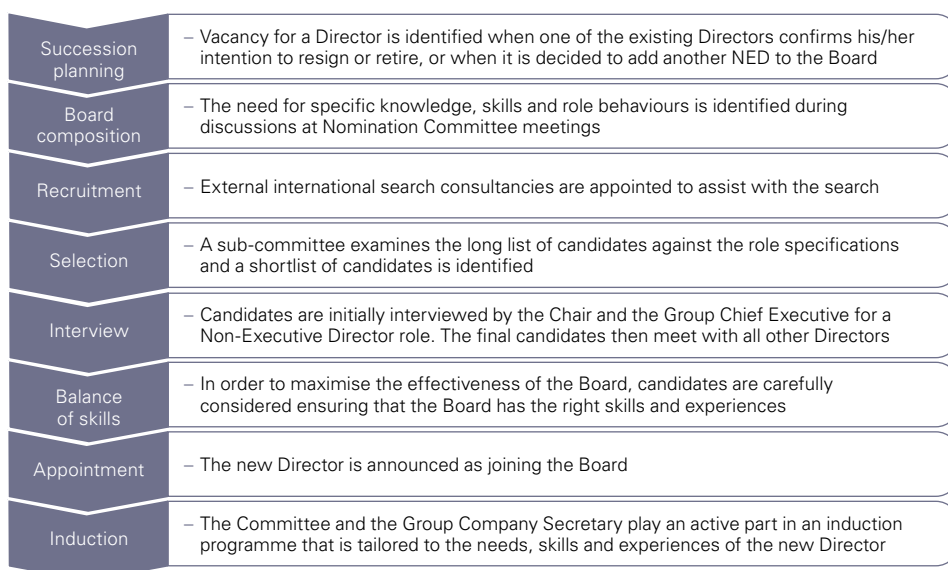 Succession
planning
– Vacancy for a Director is identified when one of the existing Directors confirms his/her
intention to resign or retire, or when it is decided to add another NED to the Board
Board
composition
– The need for specific knowledge, skills and role behaviours is identified during
discussions at Nomination Committee meetings
Recruitment
– External international search consultancies are appointed to assist with the search
Selection
– A sub-committee examines the long list of candidates against the role specifications
and a shortlist of candidates is identified
Interview
– Candidates are initially interviewed by the Chair and the Group Chief Executive for a
Non-Executive Director role. The final candidates then meet with all other Directors
Balance
of skills
– In order to maximise the effectiveness of the Board, candidates are carefully
considered ensuring that the Board has the right skills and experiences
Appointment
– The new Director is announced as joining the Board
Induction
– The Committee and the Group Company Secretary play an active part in an induction
programme that is tailored to the needs, skills and experiences of the new Director